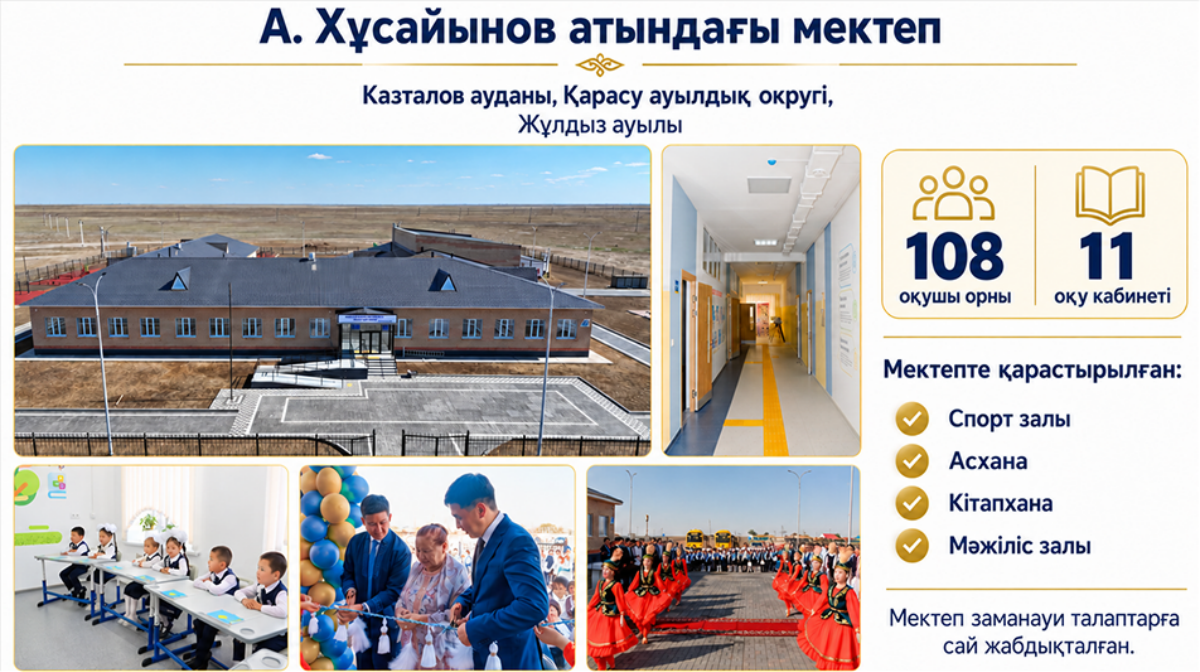 А. Хұсайынов атындағы мектеп
Казталов ауданы, Қарасу ауылдық округі,
Жұлдыз ауылы
108
оқушы орны
11
оқу кабинеті
Мектепте қарастырылған:
Спорт залы
Асхана
Кітапхана
Мәжіліс залы
Мектеп заманауи талаптарға
сай жабдықталған.